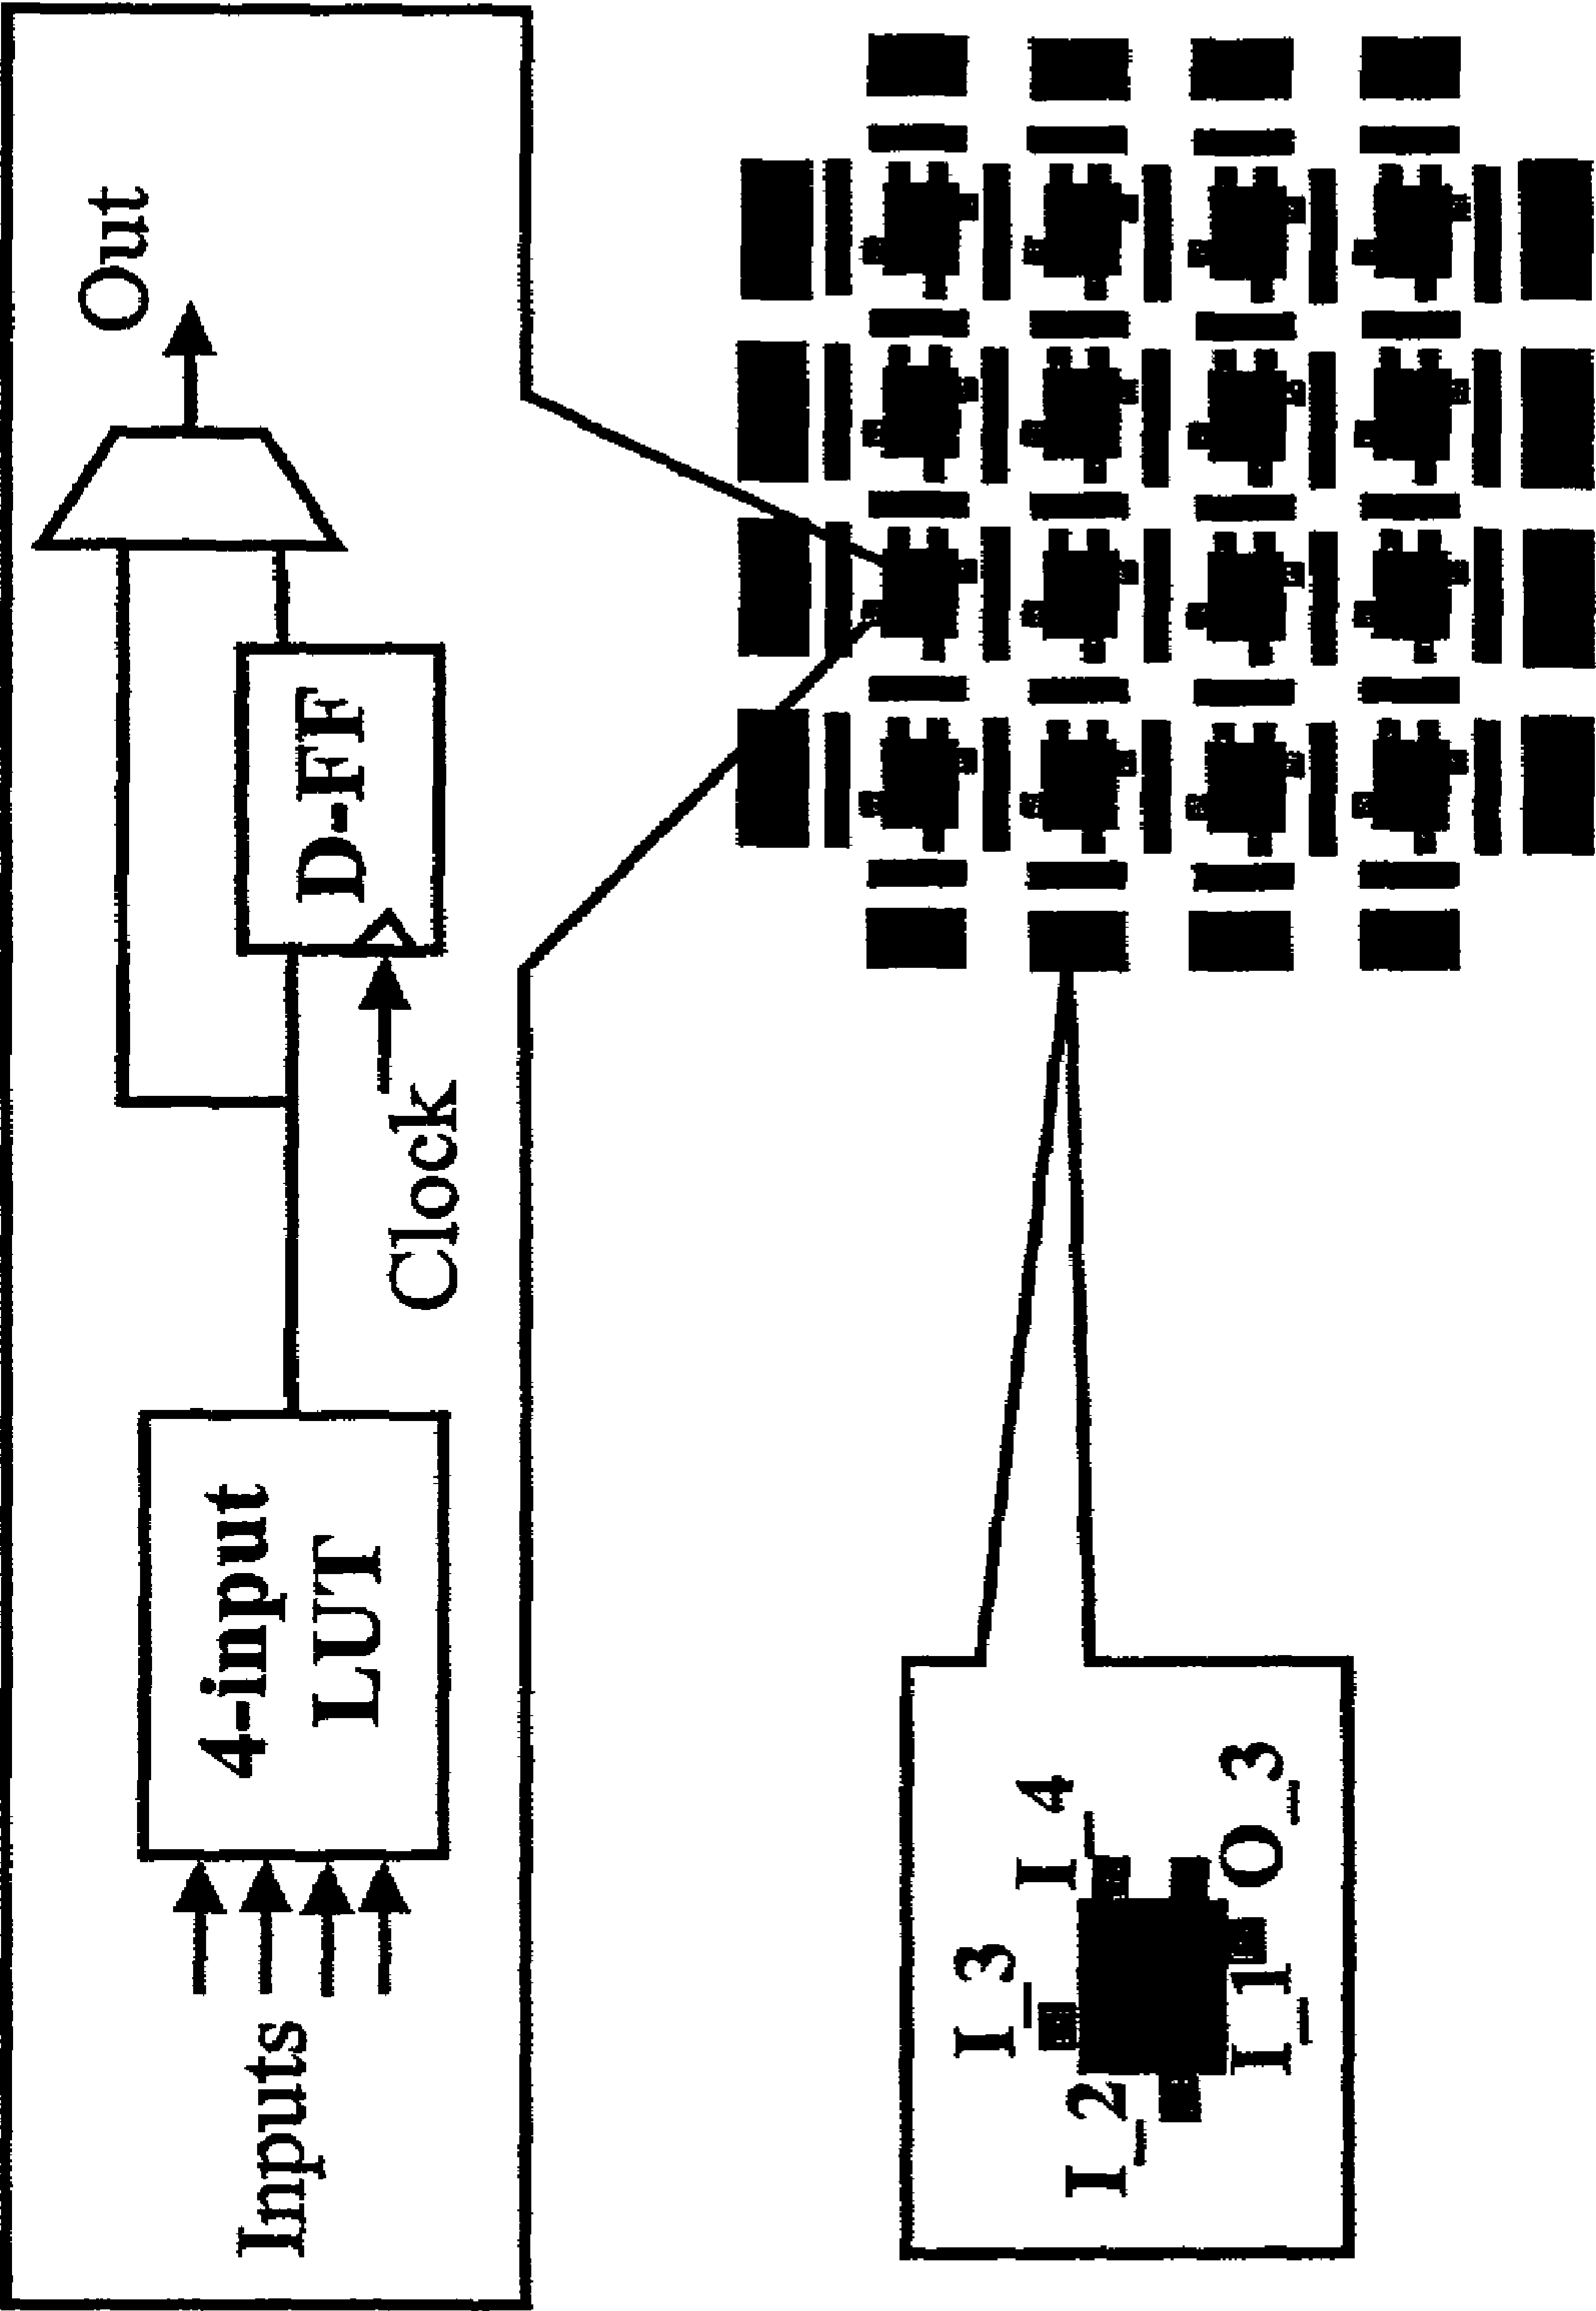 Inputs
4-input
LUT
Clock
D-FF
Out
I_2
I_3
I_4
I_1
O_3